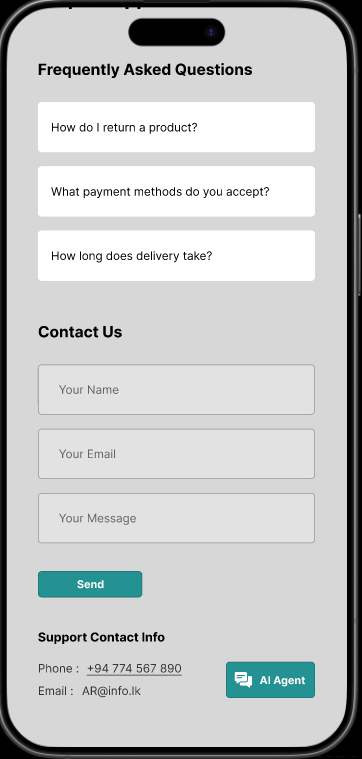 Frequently Asked Questions
How do I return a product?
What payment methods do you accept?
How long does delivery take?
Contact Us
Your Name
Your Email
Your Message
Send
Support Contact Info
Phone : +94 774 567 890
Email : AR@info.lk
AI Agent